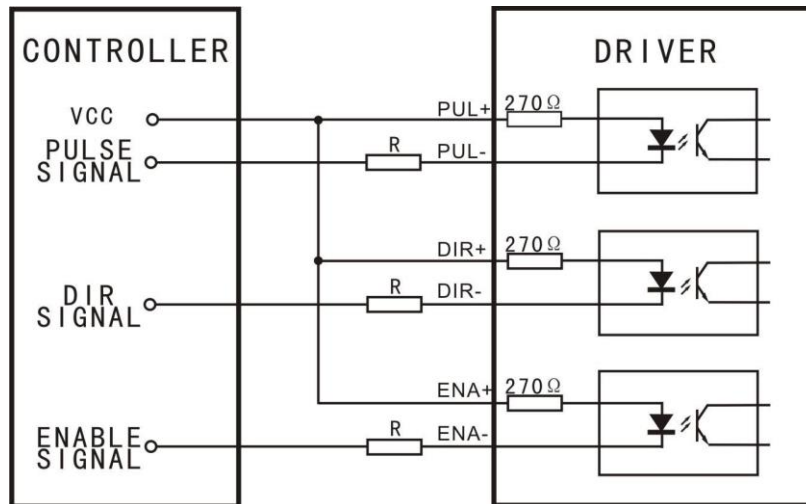 CONTROLLER
DRIVER
VCC
PUL+
270Ω
PULSE
SIGNAL
R
PUL-
DIR+
270Ω
DIR
SIGNAL
R
DIR-
ENA+
270Ω
ENABLE
SIGNAL
R
ENA-